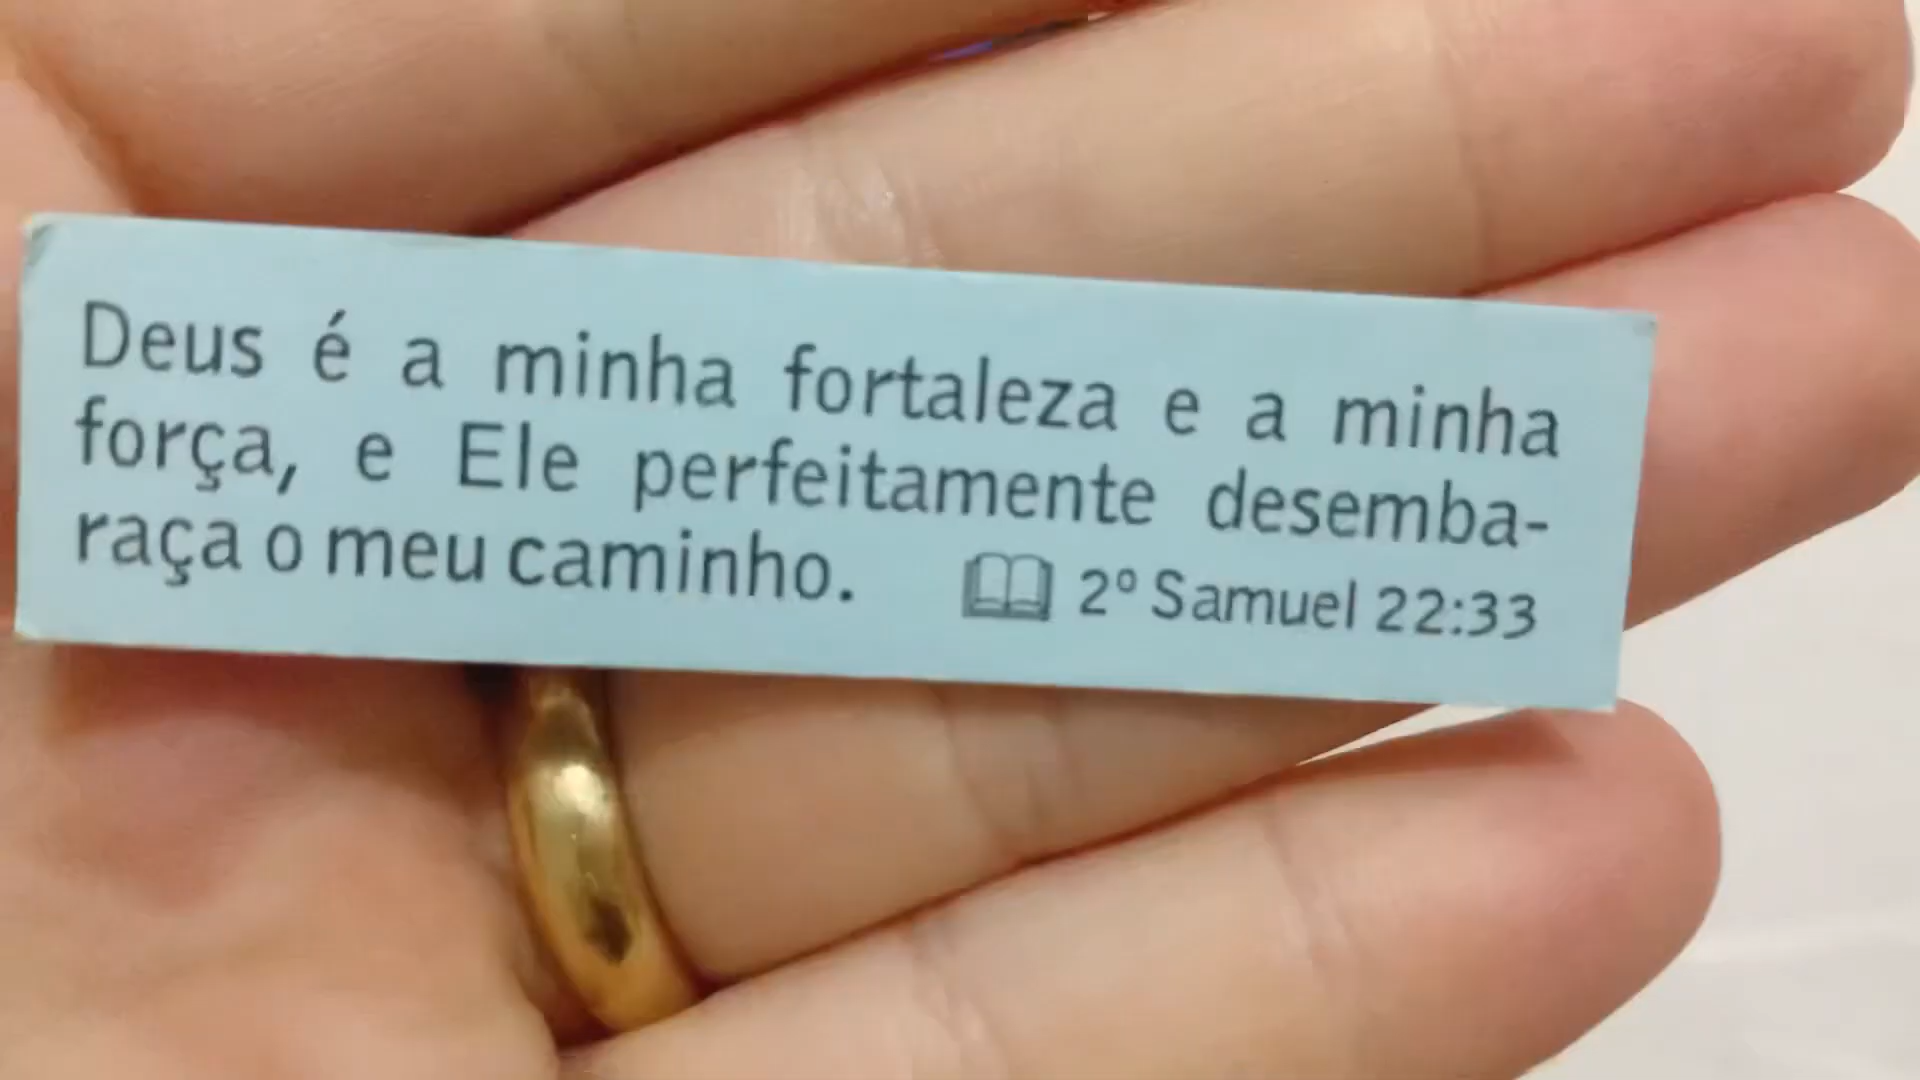 Deus é a minha fortaleza e a minha
força, e Ele perfeitamente desemba-
raça o meu caminho. 2º Samuel 22:33